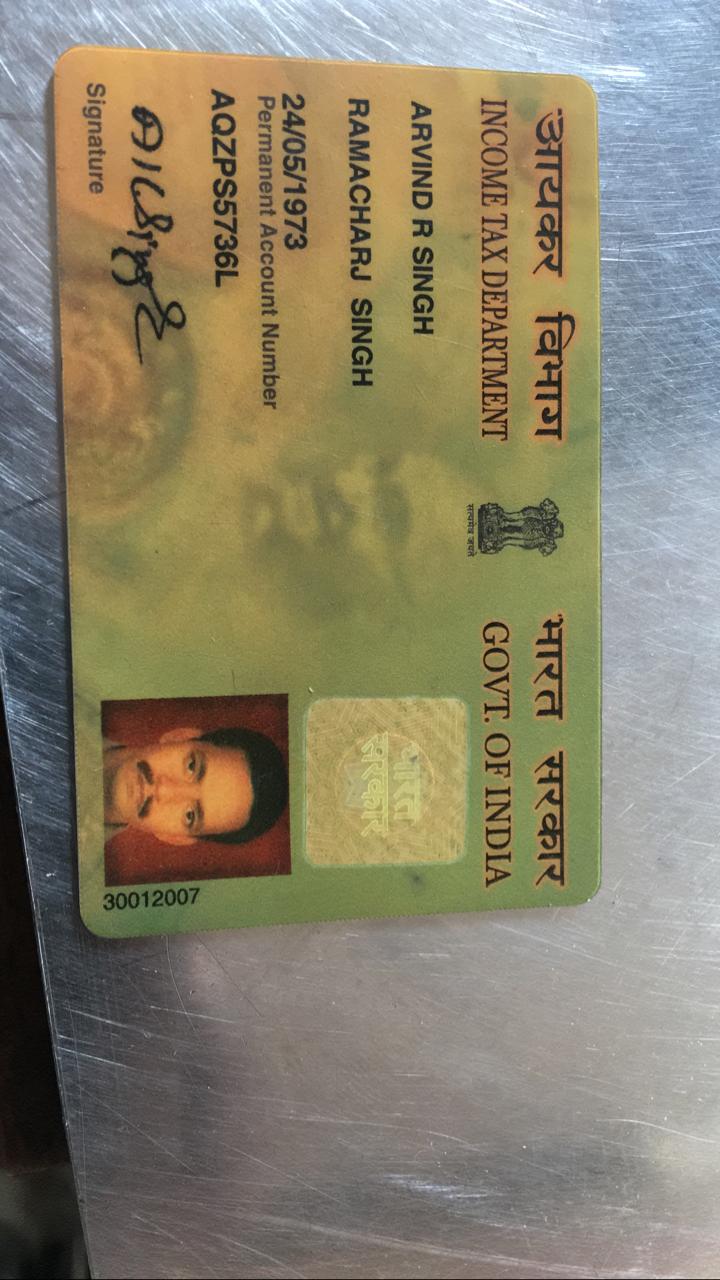 आयकर विभाग
INCOME TAX DEPARTMENT
सत्यमेव जयते
भारत सरकार
GOVT. OF INDIA
ARVIND R SINGH
RAMACHARJ SINGH
24/05/1973
Permanent Account Number
AQZPS5736L
Signature
भारत
सरकार
30012007